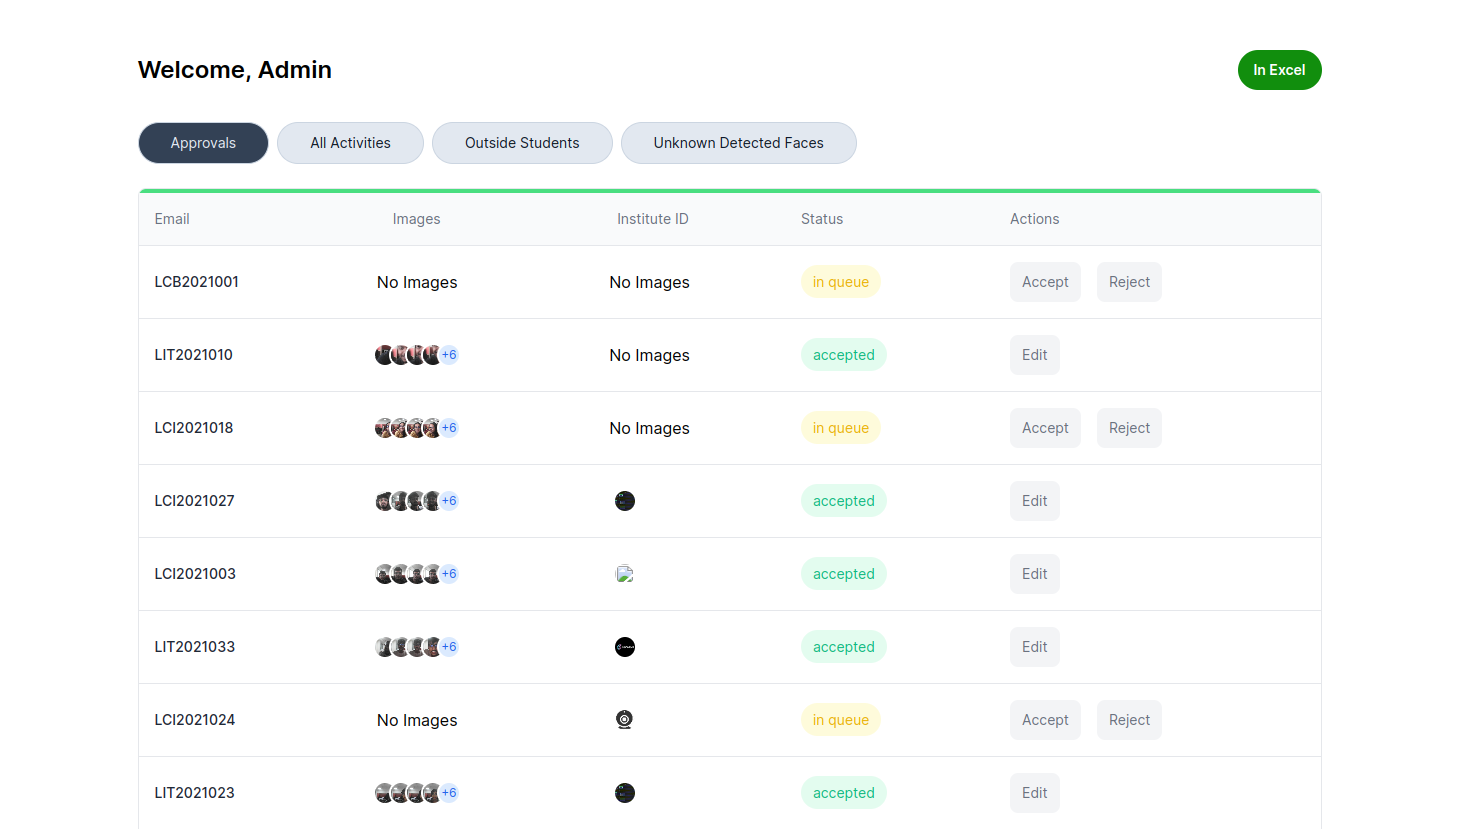 Welcome, Admin
In Excel
Approvals All Activities Outside Students Unknown Detected Faces
Email Images Institute ID Status Actions
LCB2021001 No Images No Images in queue Accept Reject
LIT2021010 +6 No Images accepted Edit
LCI2021018 +6 No Images in queue Accept Reject
LCI2021027 +6 accepted Edit
LCI2021003 +6 accepted Edit
LIT2021033 +6 accepted Edit
LCI2021024 No Images in queue Accept Reject
LIT2021023 +6 accepted Edit